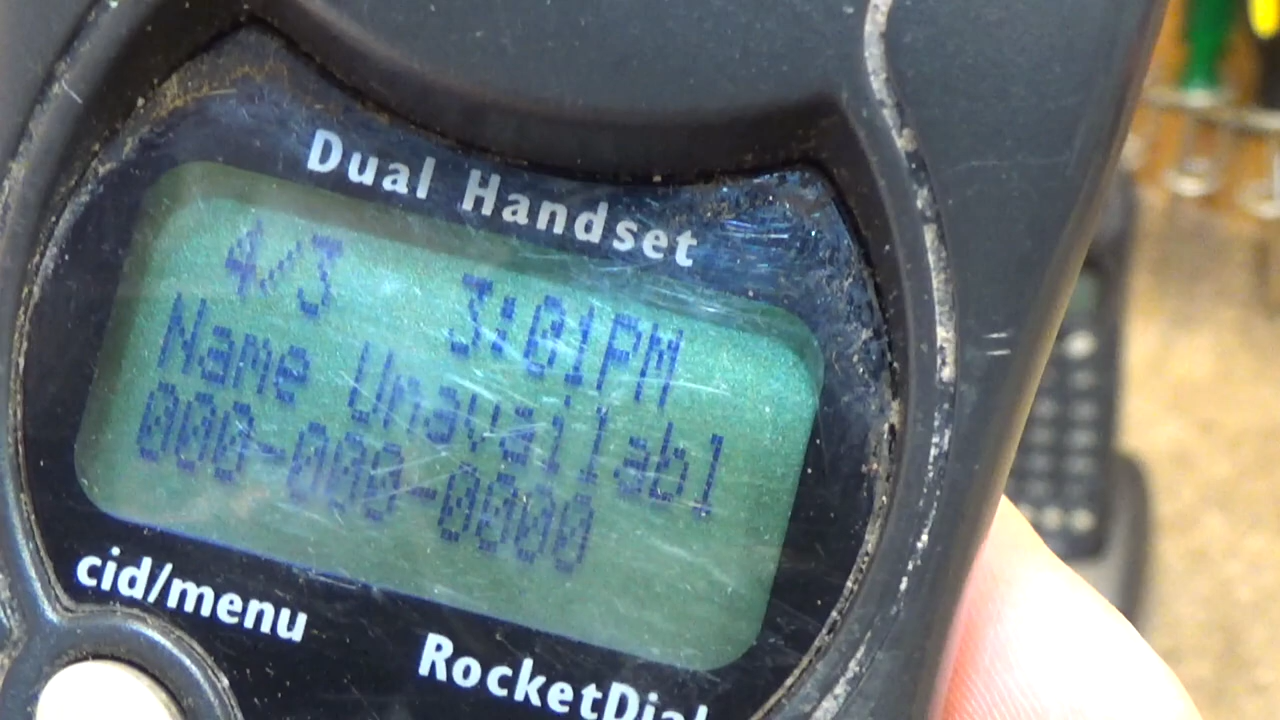 Dual Handset
4/3 3:01PM
Name Unavailabl
000-000-0000
cid/menu
RocketDial